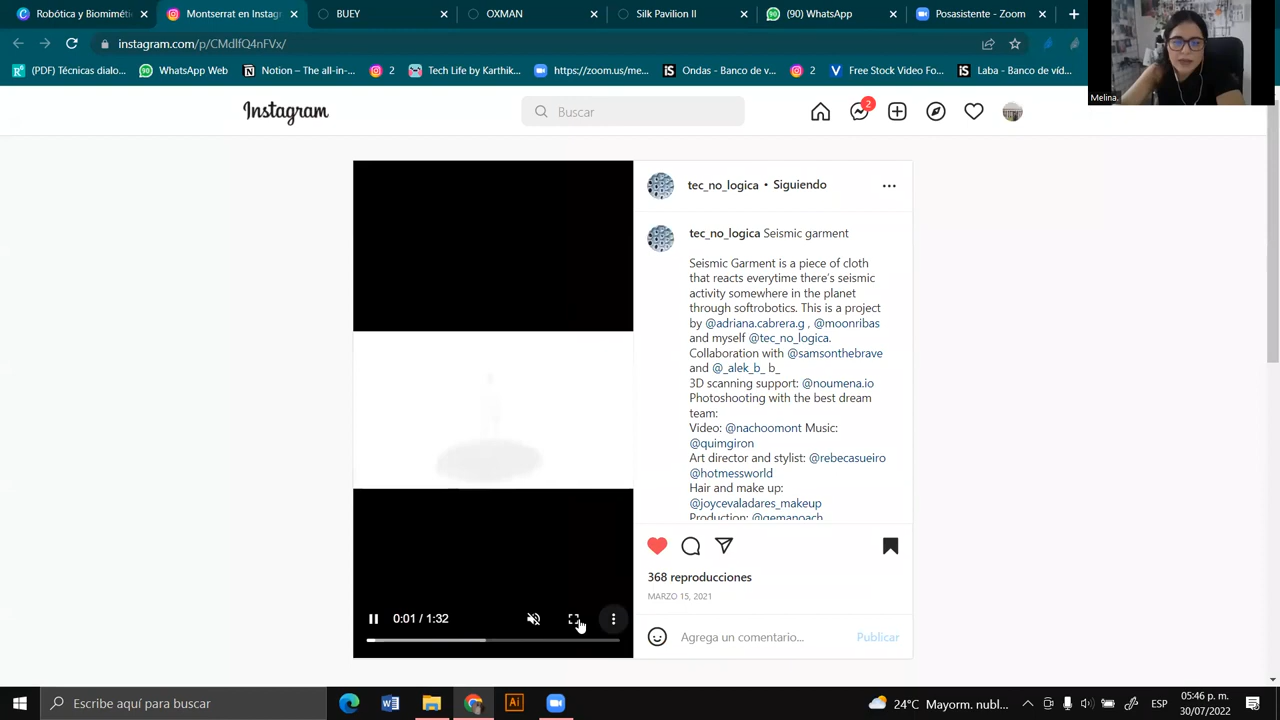 Robótica y Biomimétic
Montserrat en Instag
BUEY
OXMAN
Silk Pavilion II
(90) WhatsApp
Posasistente - Zoom
instagram.com/p/CMdlfQ4nFVx/
(PDF) Técnicas dialo...
WhatsApp Web
Notion – The all-in-...
2
Tech Life by Karthik...
https://zoom.us/me...
Ondas - Banco de v...
2
Free Stock Video Fo...
Laba - Banco de víd...
Melina.
Instagram
Buscar
2
tec_no_logica • Siguiendo
tec_no_logica Seismic garment
Seismic Garment is a piece of cloth
that reacts everytime there's seismic
activity somewhere in the planet
through softrobotics. This is a project
by @adriana.cabrera.g , @moonribas
and myself @tec_no_logica.
Collaboration with @samsonthebrave
and @_alek_b_ b_
3D scanning support: @noumena.io
Photoshooting with the best dream
team:
Video: @nachoomont Music:
@quimgiron
Art director and stylist: @rebecasueiro
@hotmessworld
Hair and make up:
@joycevaladares_makeup
Production: @gemanoach
368 reproducciones
MARZO 15, 2021
0:01 / 1:32
Agrega un comentario...
Publicar
Escribe aquí para buscar
24°C Mayorm. nubl...
ESP
05:46 p. m.
30/07/2022